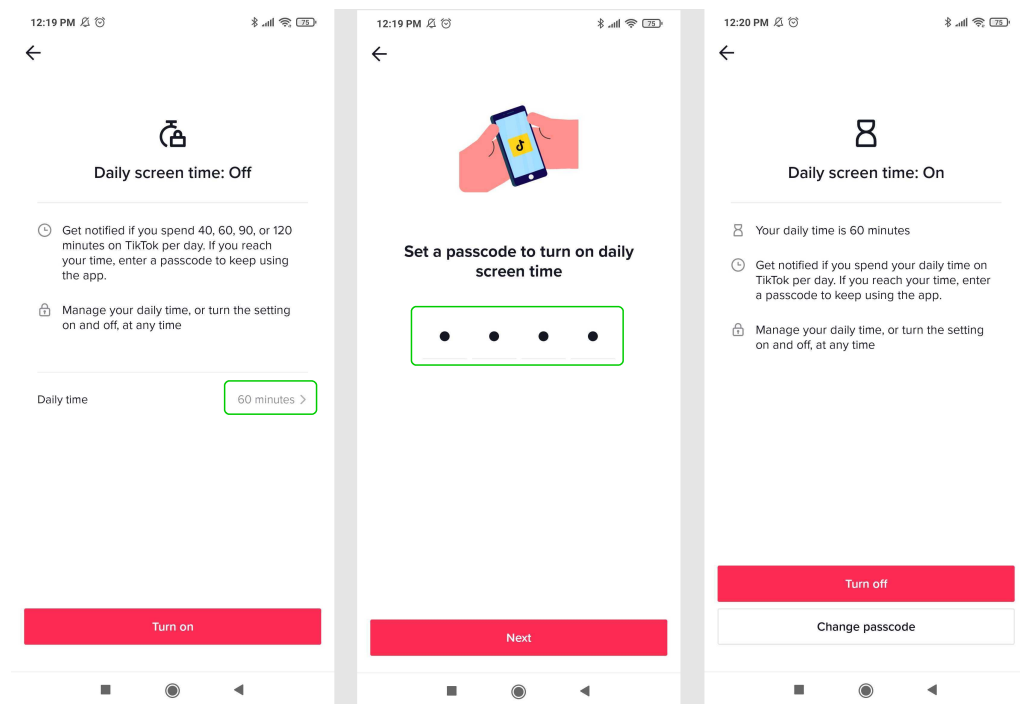 12:19 PM
75
Daily screen time: Off
Get notified if you spend 40, 60, 90, or 120
minutes on TikTok per day. If you reach
your time, enter a passcode to keep using
the app.
Manage your daily time, or turn the setting
on and off, at any time
Daily time
60 minutes
Turn on
12:19 PM
75
Set a passcode to turn on daily
screen time
Next
12:20 PM
75
Daily screen time: On
Your daily time is 60 minutes
Get notified if you spend your daily time on
TikTok per day. If you reach your time, enter
a passcode to keep using the app.
Manage your daily time, or turn the setting
on and off, at any time
Turn off
Change passcode